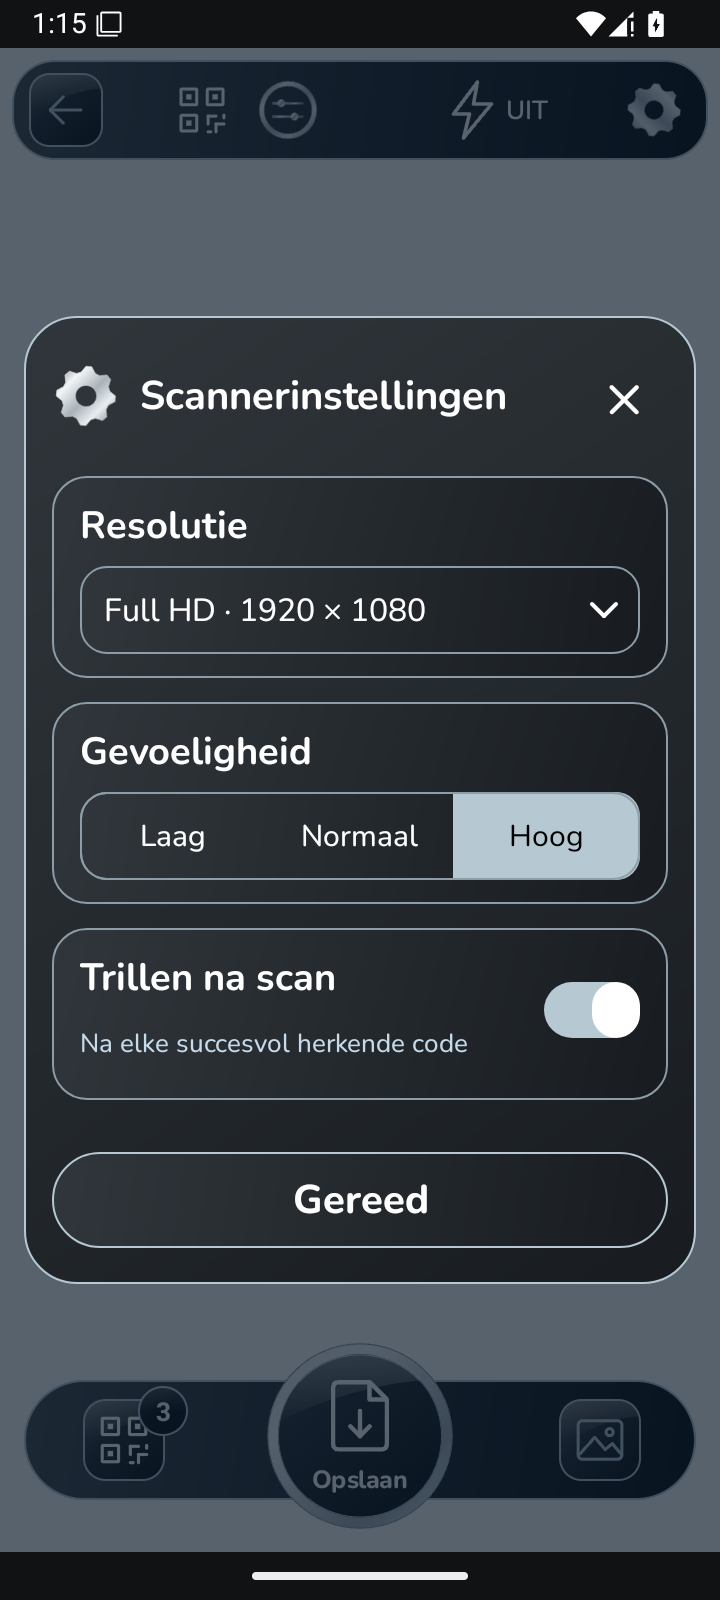 1:15
UIT
Scannerinstellingen
Resolutie
Full HD · 1920 × 1080
Gevoeligheid
Laag Normaal Hoog
Trillen na scan
Na elke succesvol herkende code
Gereed
3
Opslaan